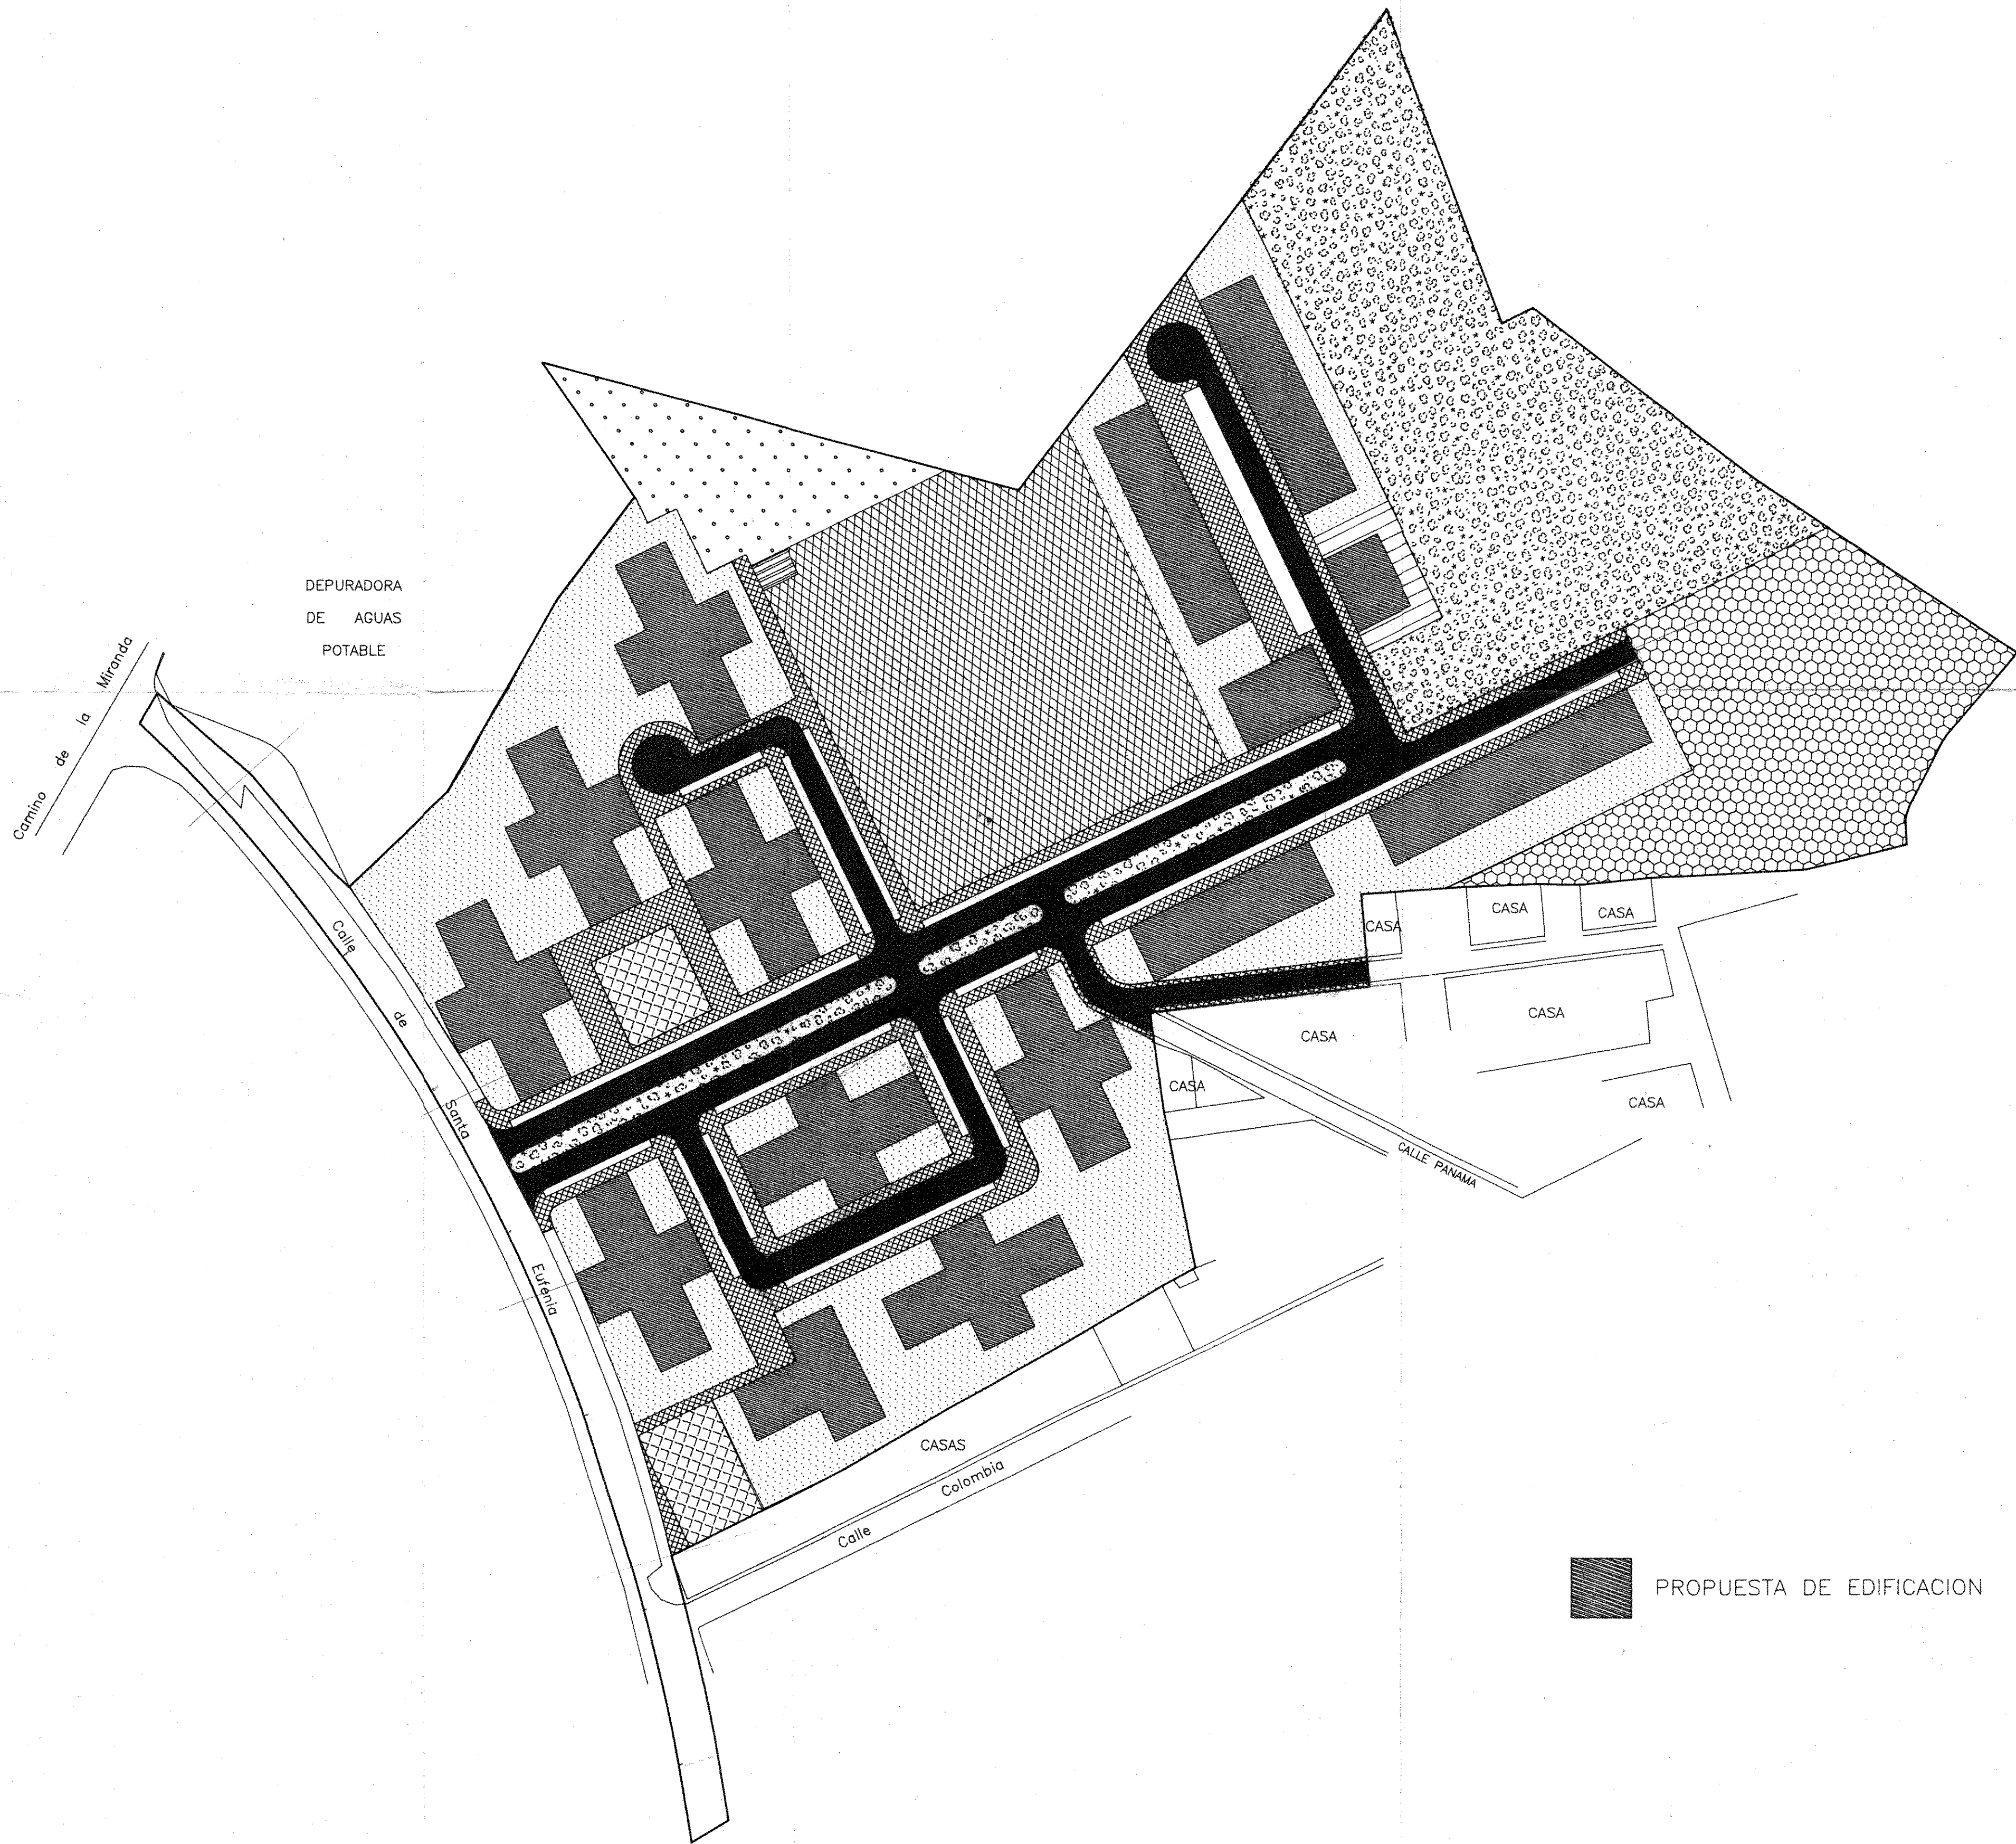 DEPURADORA
DE AGUAS
POTABLE
Camino de la Miranda
Calle de Santa Eufenia
CASA
CASA
CASA
CASA
CASA
CASA
CASA
CALLE PANAMA
CASAS
Calle Colombia
PROPUESTA DE EDIFICACION